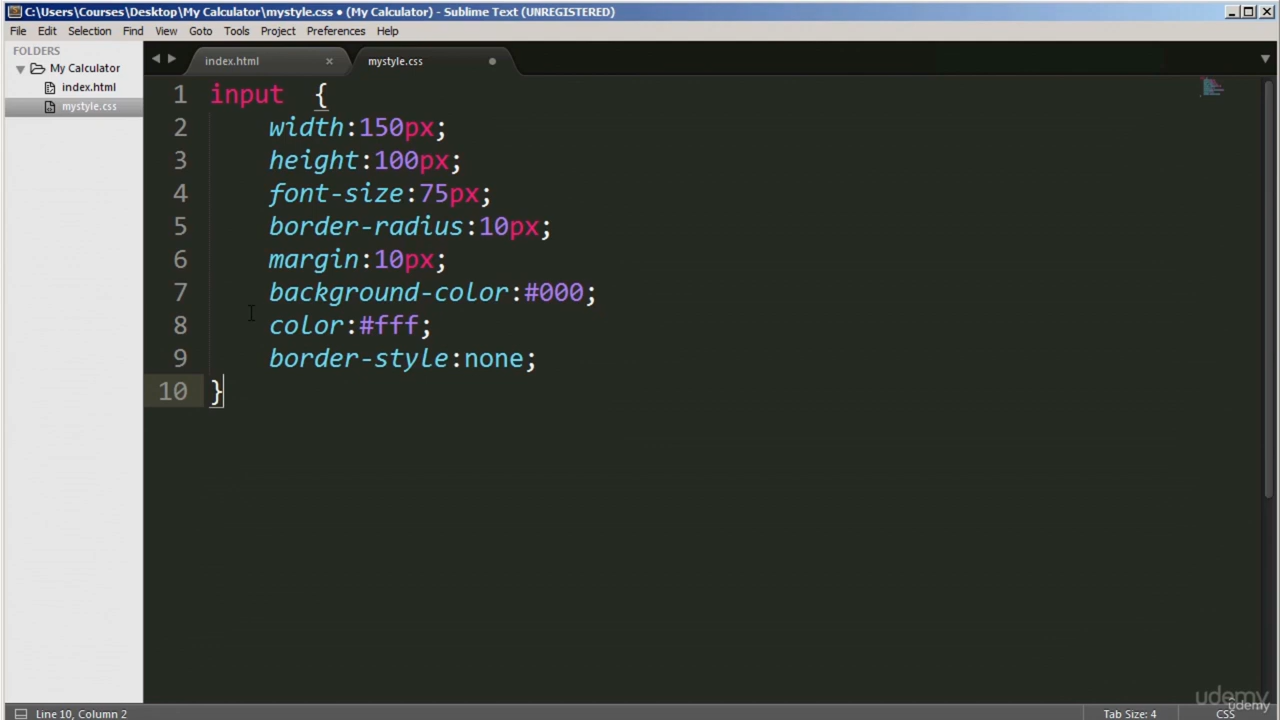 C:\Users\Courses\Desktop\My Calculator\mystyle.css • (My Calculator) - Sublime Text (UNREGISTERED)
File Edit Selection Find View Goto Tools Project Preferences Help
FOLDERS
My Calculator
index.html
mystyle.css
index.html × mystyle.css
1 input  {
2     width:150px;
3     height:100px;
4     font-size:75px;
5     border-radius:10px;
6     margin:10px;
7     background-color:#000;
8     color:#fff;
9     border-style:none;
10 }
Line 10, Column 2
Tab Size: 4 CSS
udemy
udemy